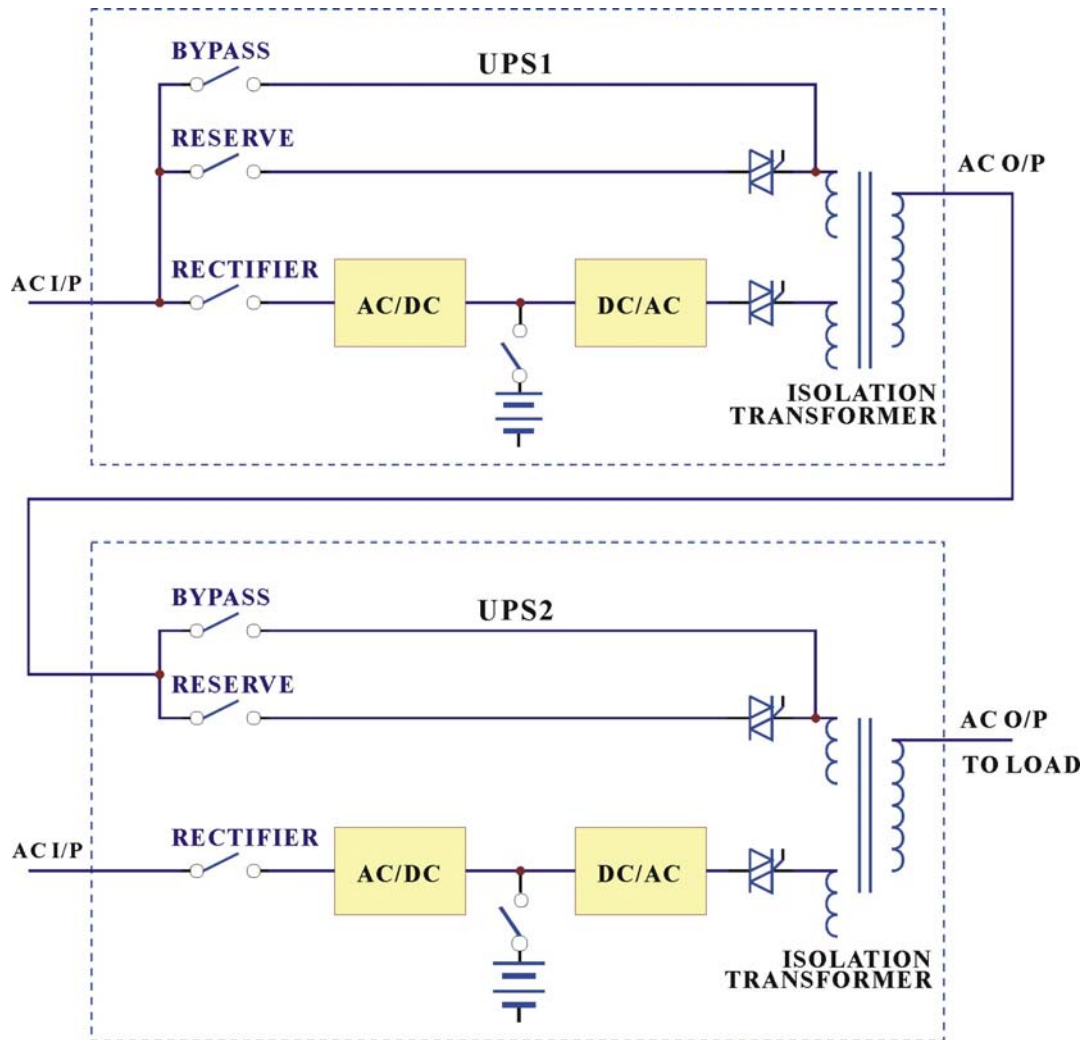 BYPASS
UPS1
RESERVE
AC O/P
RECTIFIER
AC I/P
AC/DC
DC/AC
ISOLATION
TRANSFORMER
BYPASS
UPS2
RESERVE
AC O/P
TO LOAD
RECTIFIER
AC I/P
AC/DC
DC/AC
ISOLATION
TRANSFORMER